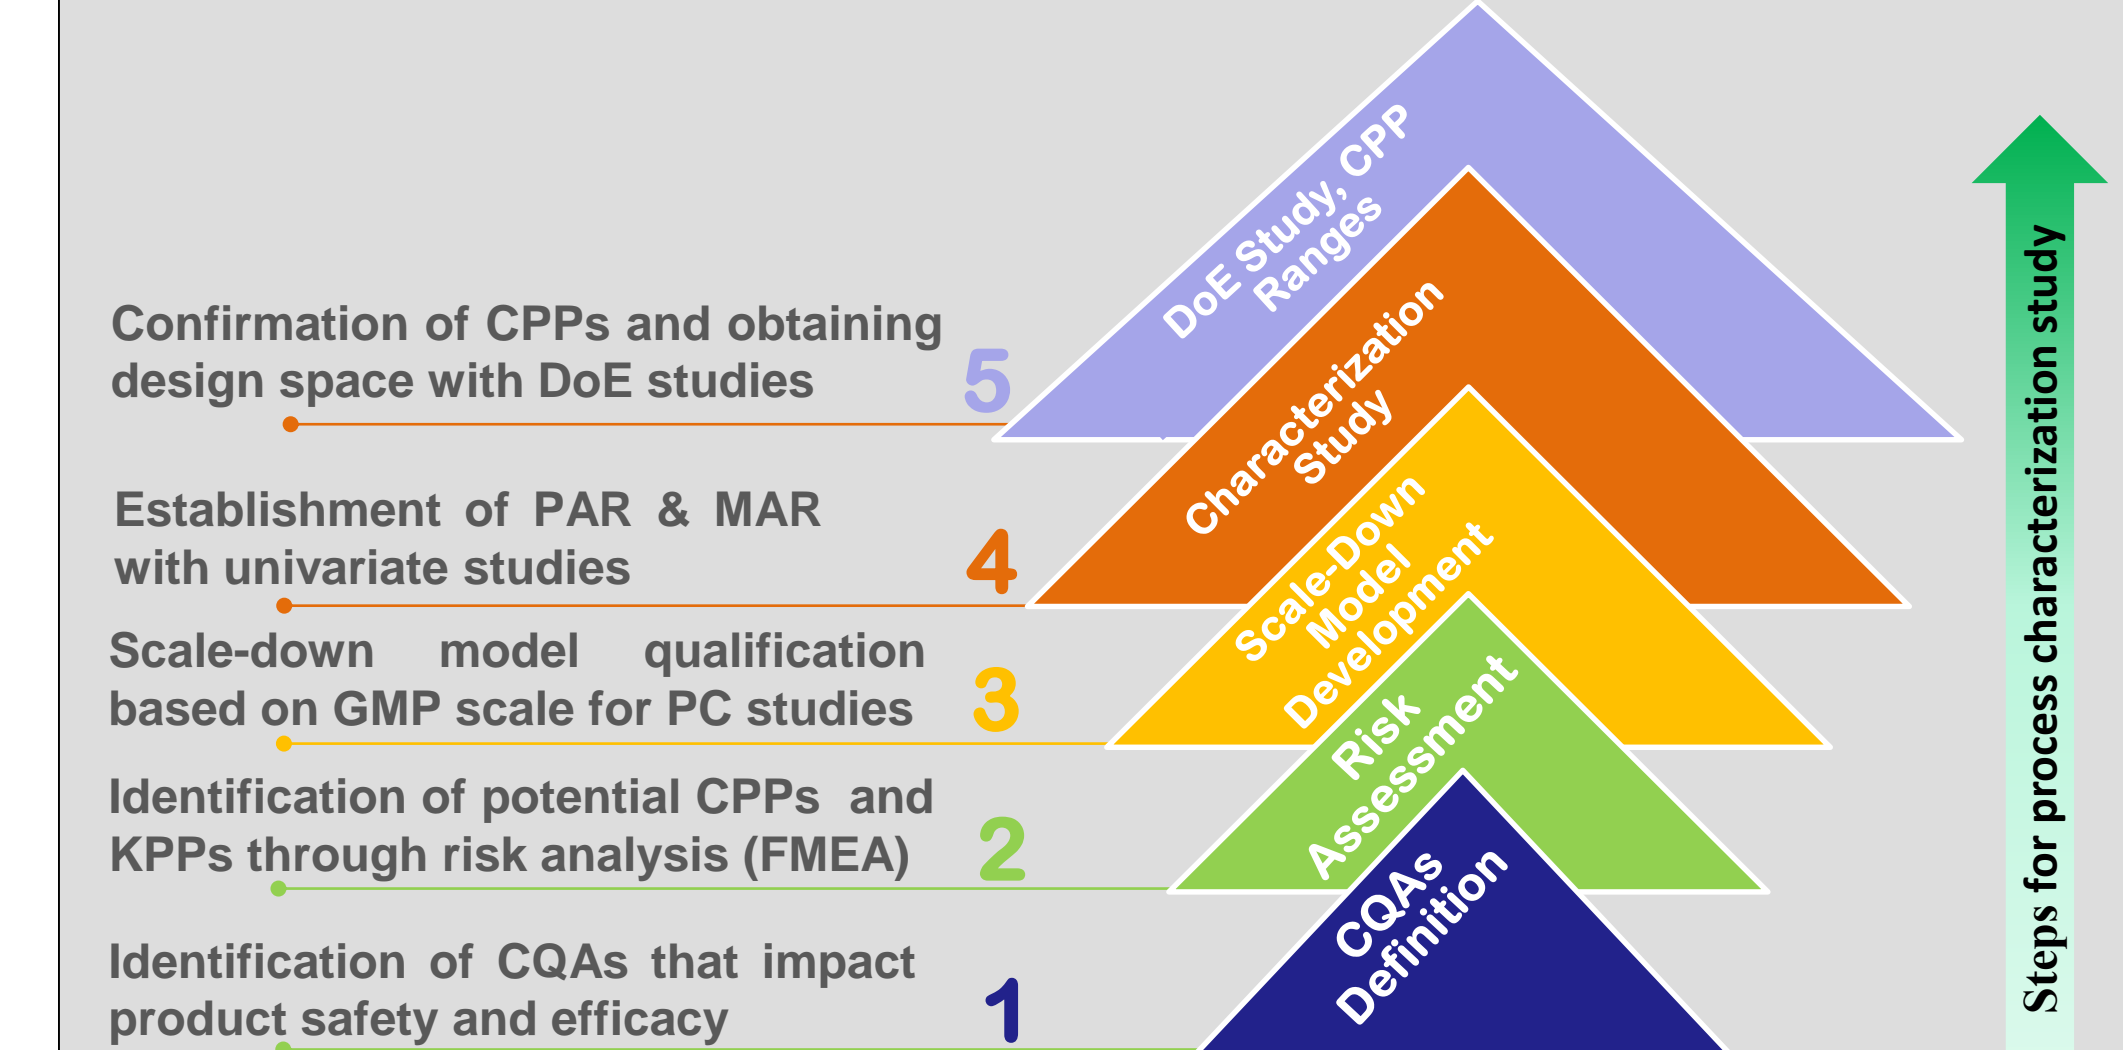 Confirmation of CPPs and obtaining
design space with DoE studies
5
DoE Study, CPP
Ranges
Establishment of PAR & MAR
with univariate studies
4
Characterization
Study
Scale-down model qualification
based on GMP scale for PC studies
3
Scale-Down
Model
Development
Identification of potential CPPs and
KPPs through risk analysis (FMEA)
2
Risk
Assessment
Identification of CQAs that impact
product safety and efficacy
1
CQAs
Definition
Steps for process characterization study